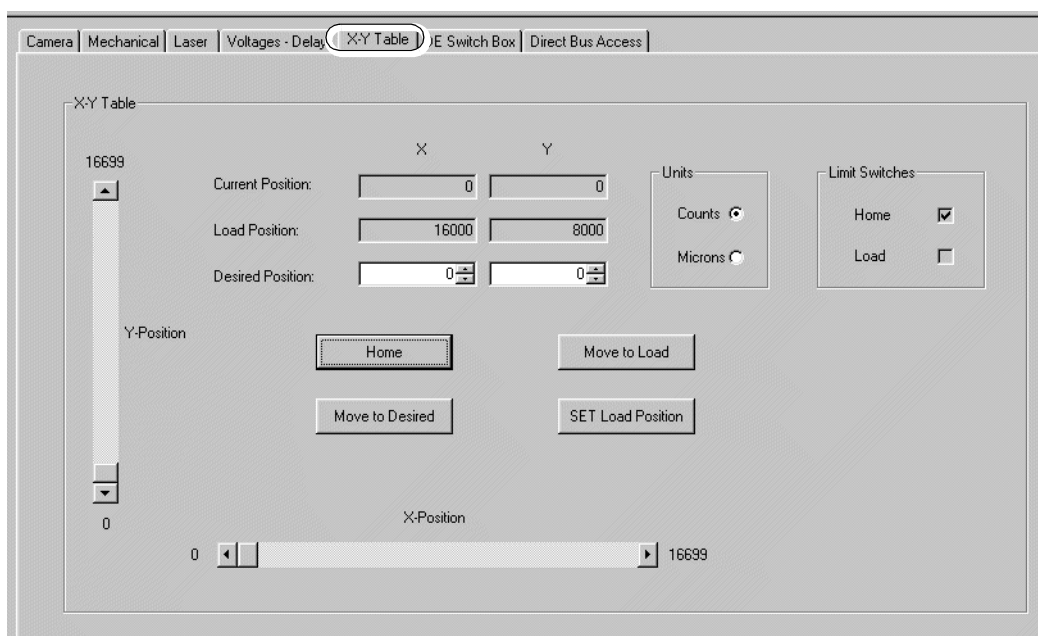 Camera Mechanical Laser Voltages - Delay X-Y Table DE Switch Box Direct Bus Access
X-Y Table
X Y
16699
Current Position: 0 0
Load Position: 16000 8000
Desired Position: 0 0
Units
Counts
Microns
Limit Switches
Home
Load
Y-Position
Home Move to Load
Move to Desired SET Load Position
0
X-Position
0 16699